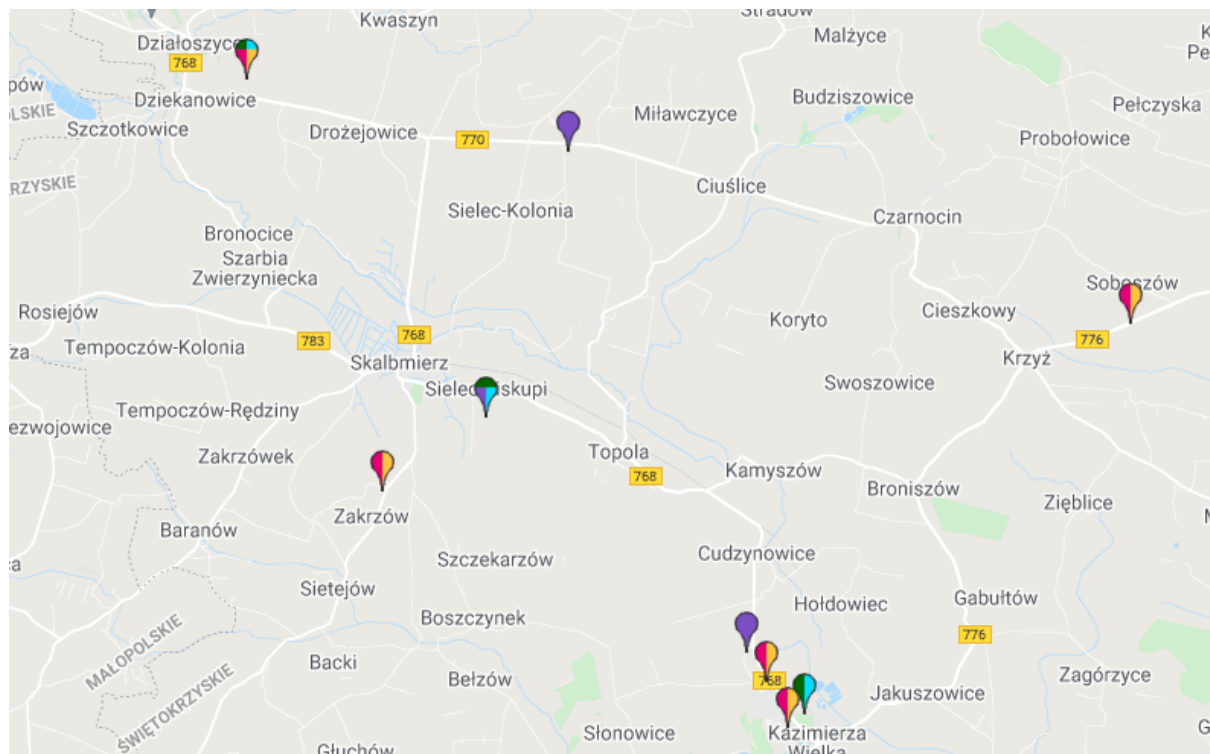 Kwaszyn
Stradów
Malżyce
Działoszyce
768
Dziekanowice
Szczotkowice
Drożejowice
770
Miławczyce
Budziszowice
Pełczyska
Probołowice
Ciuślice
Sielec-Kolonia
Czarnocin
Bronocice
Szarbia
Zwierzyniecka
Soboszów
Rosiejów
Cieszkowy
Koryto
783
768
776
Tempoczów-Kolonia
Skalbmierz
Krzyż
Swoszowice
Tempoczów-Rędziny
Zakrzówek
Topola
768
Kamyszów
Broniszów
Zięblice
Zakrzów
Baranów
Szczekarzów
Cudzynowice
Sietejów
Hołdowiec
Gabułtów
Boszczynek
776
MAŁOPOLSKIE
ŚWIĘTOKRZYSKIE
Backi
Bełzów
768
Zagórzyce
Jakuszowice
Słonowice
Kazimierza
Wielka
Głuchów